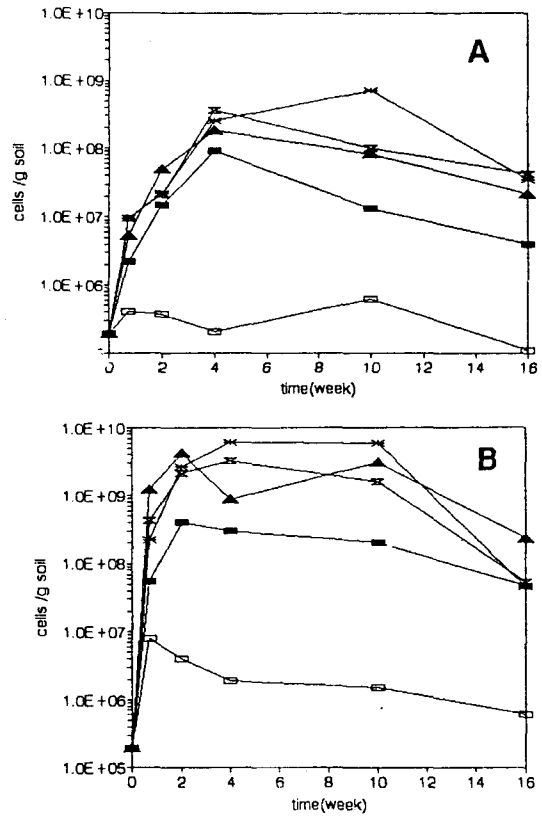 A
1.0E +10
1.0E +09
1.0E +08
1.0E +07
1.0E +06
cells /g soil
0 2 4 6 8 10 12 14 16
time(week)
B
1.0E +10
1.0E +09
1.0E +08
1.0E +07
1.0E +06
1.0E +05
cells /g soil
0 2 4 6 8 10 12 14 16
time(week)